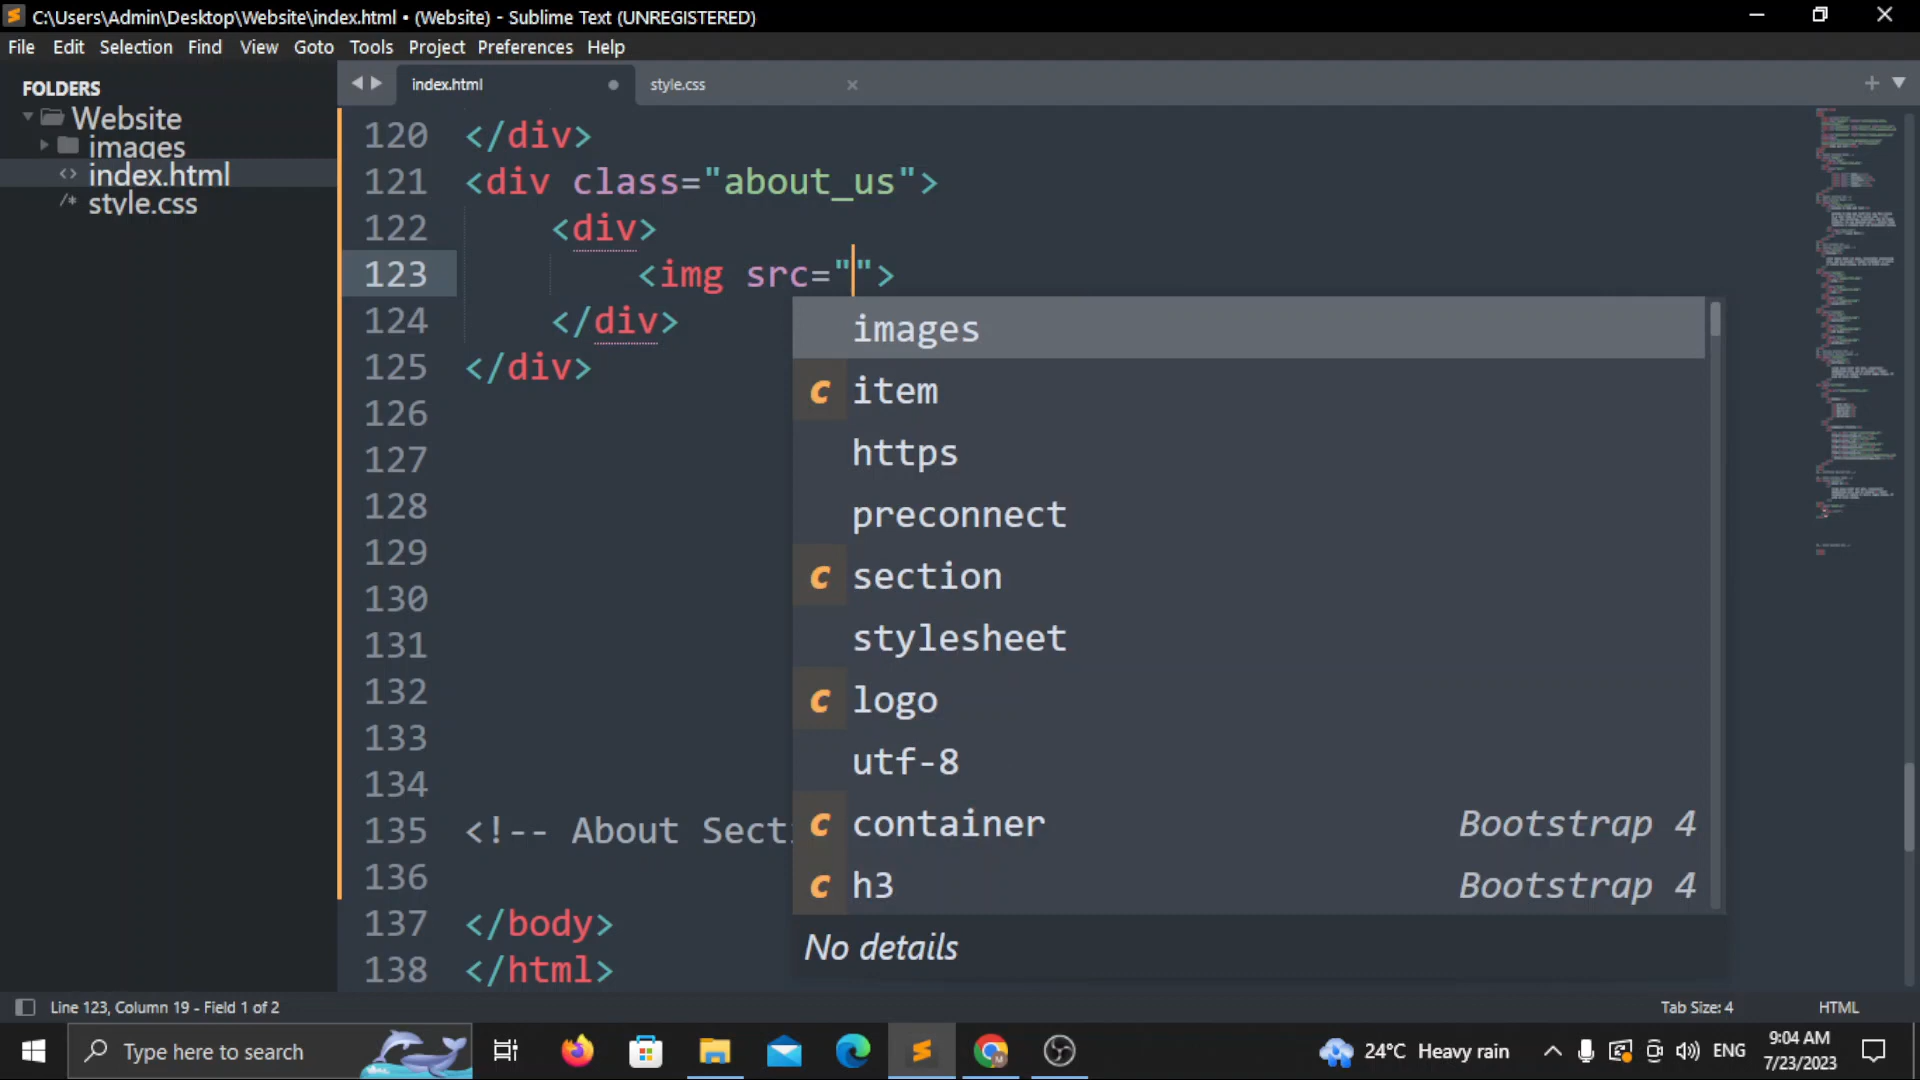 C:\Users\Admin\Desktop\Website\index.html • (Website) - Sublime Text (UNREGISTERED)
File Edit Selection Find View Goto Tools Project Preferences Help
FOLDERS
Website
images
<> index.html
/* style.css
index.html
style.css
120 </div>
121 <div class="about_us">
122 <div>
123 <img src="">
124 </div>
125 </div>
126
127
128
129
130
131
132
133
134
135 <!-- About Secti
136
137 </body>
138 </html>
images
c item
https
preconnect
c section
stylesheet
c logo
utf-8
c container Bootstrap 4
c h3 Bootstrap 4
No details
Line 123, Column 19 - Field 1 of 2
Tab Size: 4
HTML
Type here to search
24°C Heavy rain
ENG
9:04 AM
7/23/2023